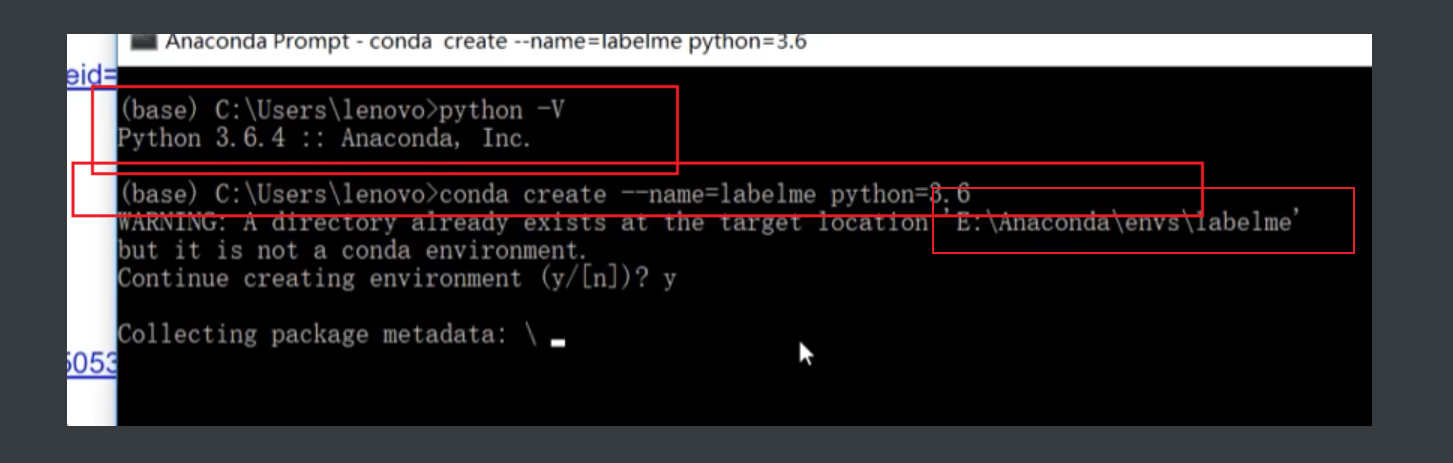 Anaconda Prompt - conda  create --name=labelme python=3.6
eid=
(base) C:\Users\lenovo>python -V
Python 3.6.4 :: Anaconda, Inc.
(base) C:\Users\lenovo>conda create --name=labelme python=3.6
WARNING: A directory already exists at the target location 'E:\Anaconda\envs\labelme'
but it is not a conda environment.
Continue creating environment (y/[n])? y
Collecting package metadata: \
5053